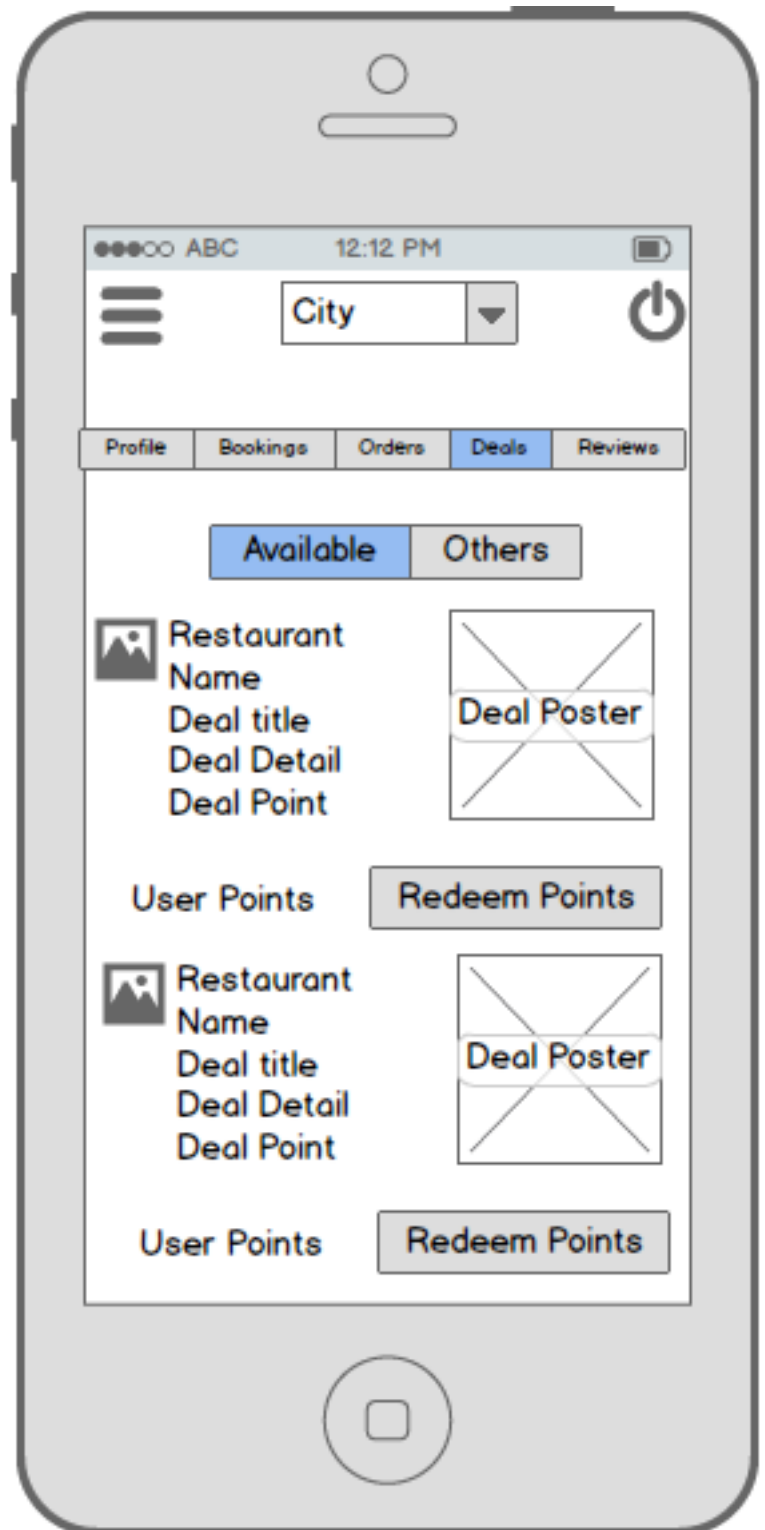 ABC 12:12 PM
City
Profile Bookings Orders Deals Reviews
Available Others
Restaurant
Name
Deal title
Deal Detail
Deal Point
Deal Poster
User Points Redeem Points
Restaurant
Name
Deal title
Deal Detail
Deal Point
Deal Poster
User Points Redeem Points